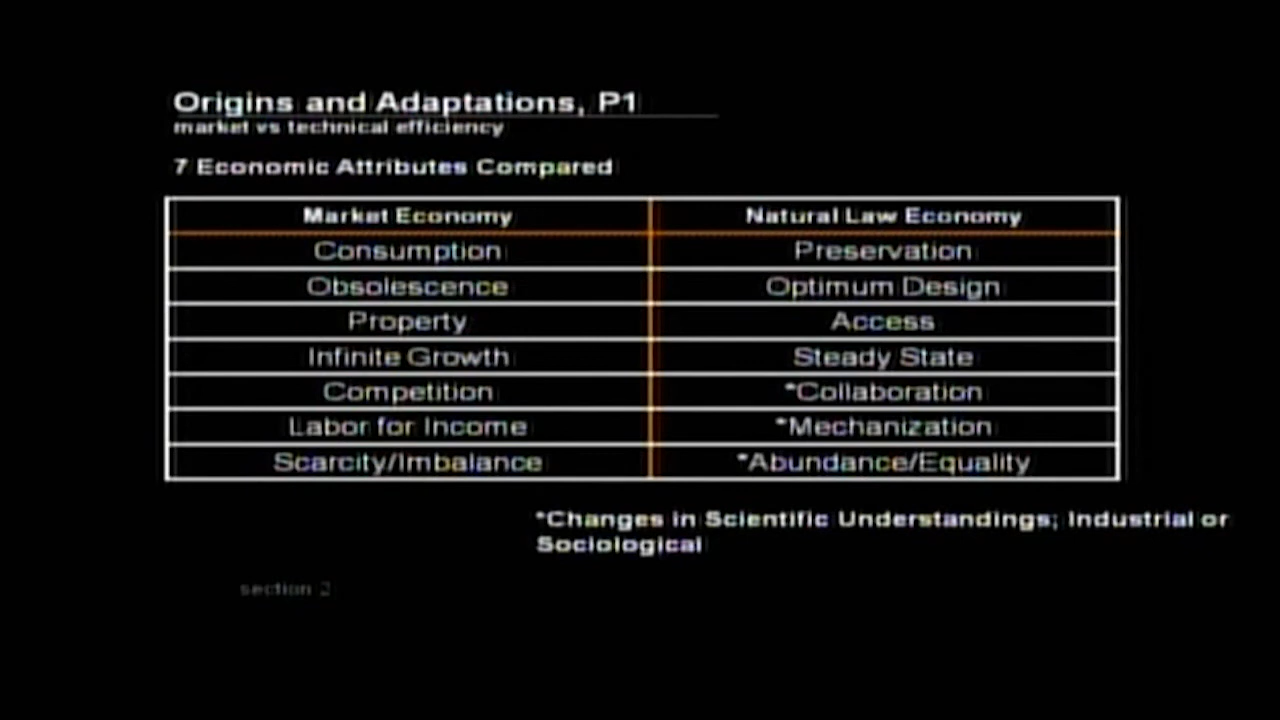 Origins and Adaptations, P1
market vs technical efficiency
7 Economic Attributes Compared
Market Economy Natural Law Economy
Consumption Preservation
Obsolescence Optimum Design
Property Access
Infinite Growth Steady State
Competition *Collaboration
Labor for Income *Mechanization
Scarcity/Imbalance *Abundance/Equality
*Changes in Scientific Understandings; Industrial or
Sociological
section 2